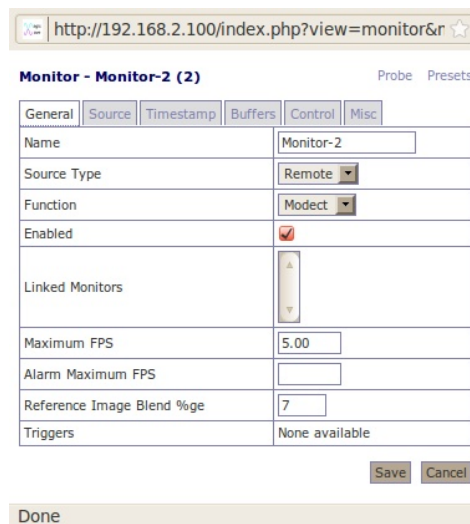 http://192.168.2.100/index.php?view=monitor&r
Monitor - Monitor-2 (2) Probe Presets
General Source Timestamp Buffers Control Misc
Name Monitor-2
Source Type Remote
Function Modect
Enabled
Linked Monitors
Maximum FPS 5.00
Alarm Maximum FPS
Reference Image Blend %ge 7
Triggers None available
Save Cancel
Done